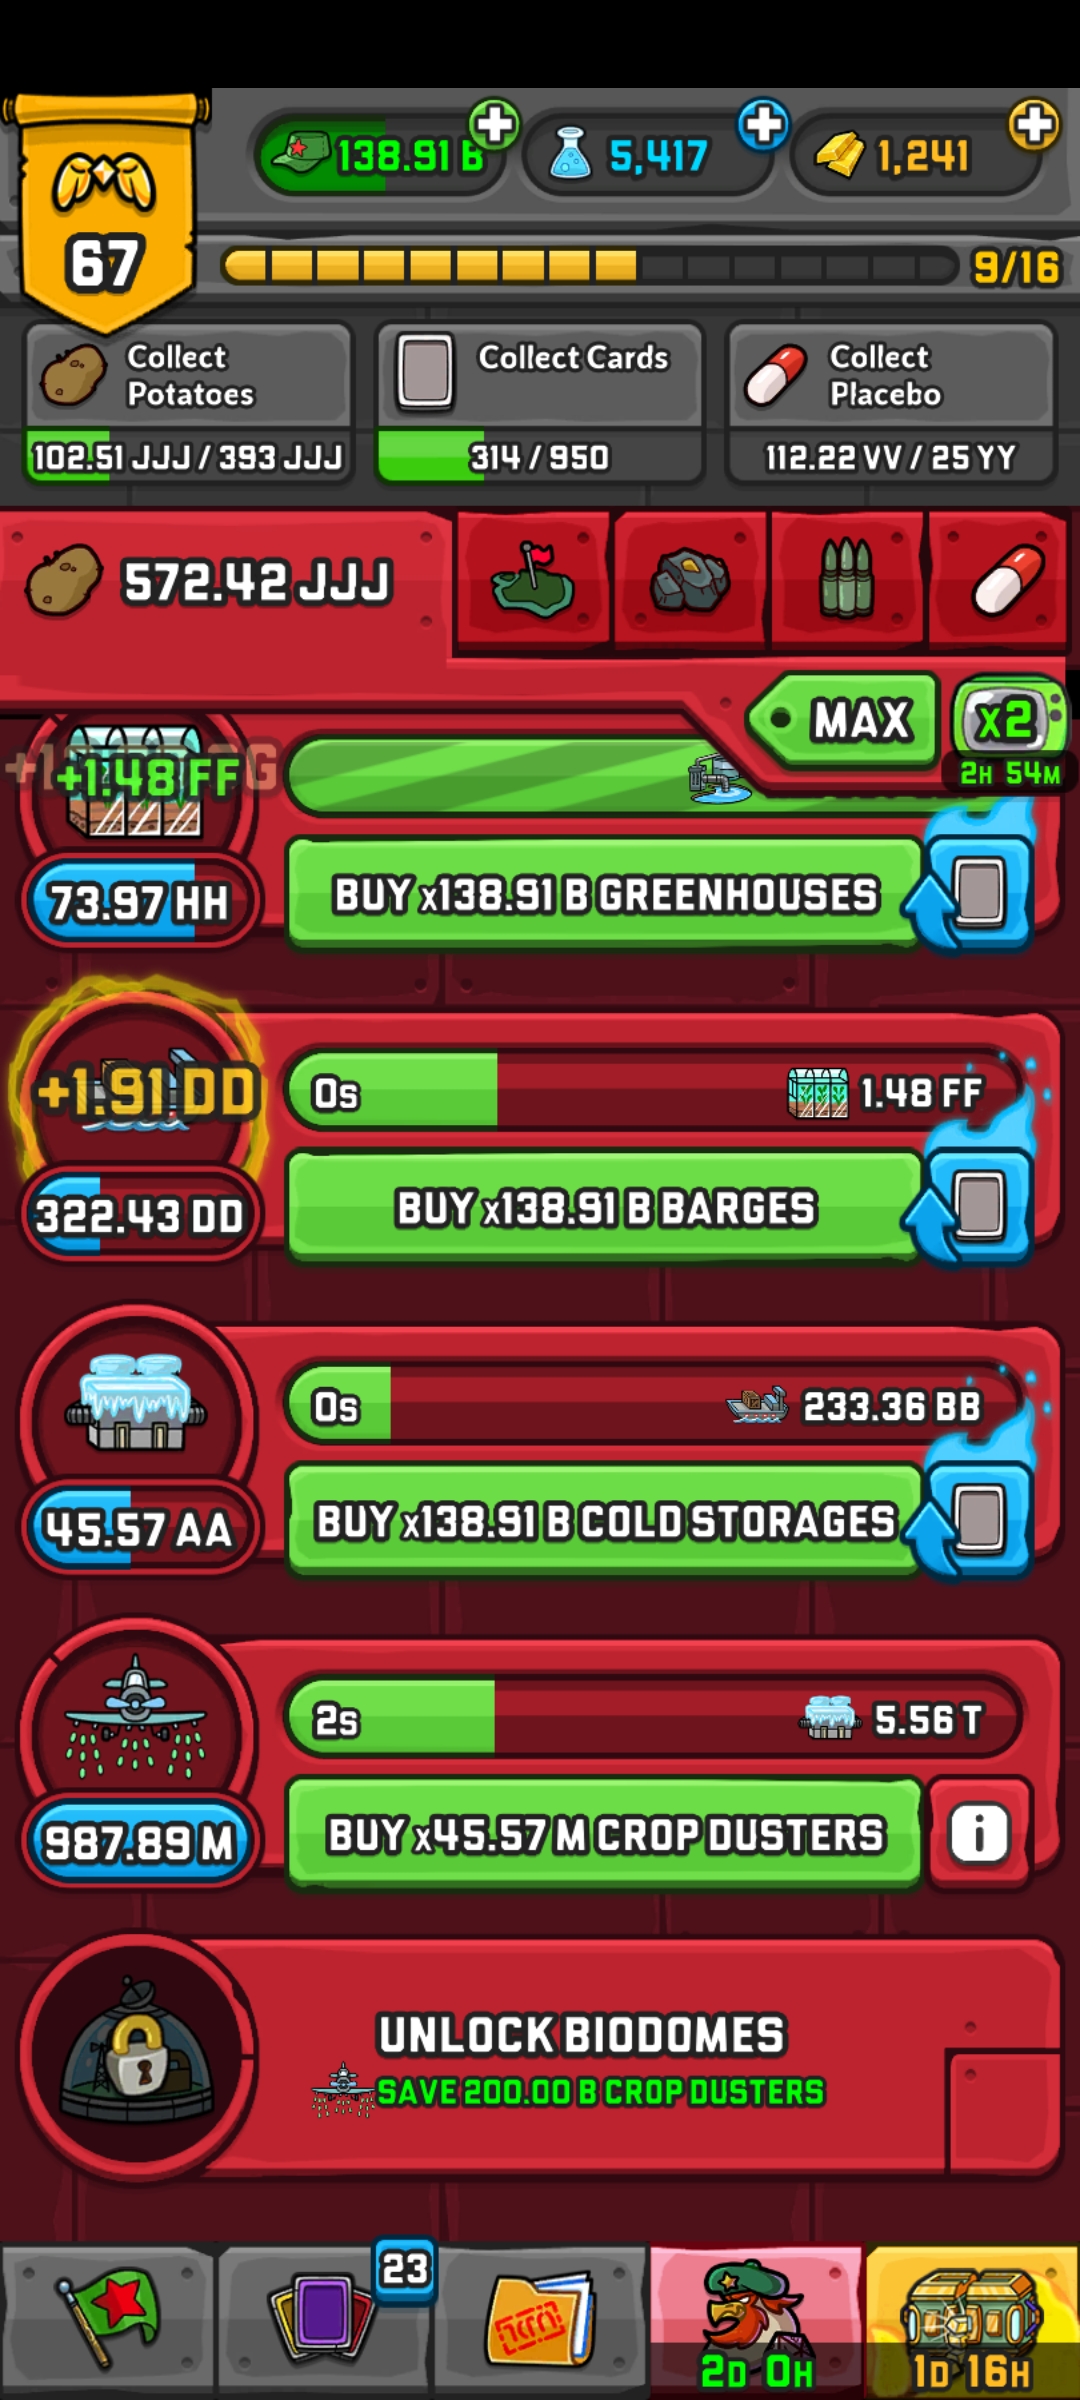 138.91 B
5,417
1,241
67
9/16
Collect
Potatoes
102.51 JJJ / 393 JJJ
Collect Cards
314 / 950
Collect
Placebo
112.22 VV / 25 YY
572.42 JJJ
MAX
x2
2H 54M
+1.48 FF
73.97 HH
BUY x138.91 B GREENHOUSES
+1.91 DD
0s
1.48 FF
322.43 DD
BUY x138.91 B BARGES
0s
233.36 BB
45.57 AA
BUY x138.91 B COLD STORAGES
2s
5.56 T
987.89 M
BUY x45.57 M CROP DUSTERS
i
UNLOCK BIODOMES
SAVE 200.00 B CROP DUSTERS
23
2D 0H
1D 16H